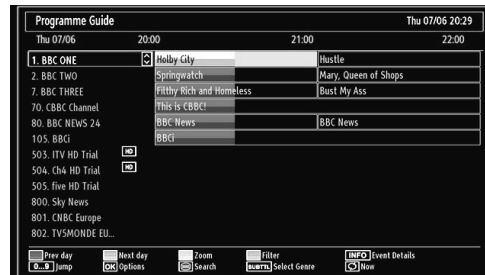 Programme Guide Thu 07/06 20:29
Thu 07/06 20:00 21:00 22:00
1. BBC ONE Holby City Hustle
2. BBC TWO Springwatch Mary, Queen of Shops
7. BBC THREE Filthy Rich and Homeless Bust My Ass
70. CBBC Channel This is CBBC!
80. BBC NEWS 24 BBC News BBC News
105. BBCi BBCi
503. ITV HD Trial HD
504. Ch4 HD Trial HD
505. five HD Trial
800. Sky News
801. CNBC Europe
802. TV5MONDE EU...
Prev day Next day Zoom Filter INFO Event Details
0...9 Jump OK Options Search SUBTTL Select Genre Now